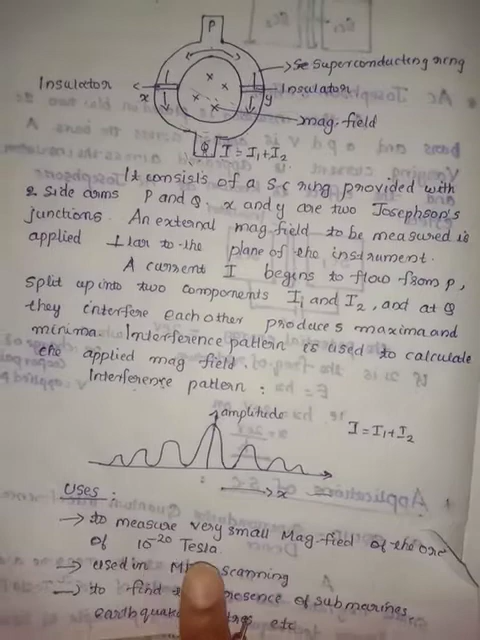 P
Se superconducting ring
Insulator
Insulator
x
y
mag. field
Q
I = I₁+I₂
It consists of a S.C ring provided with
2 side arms P and Q. x and y are two Josephson's
junctions. An external mag field to be measured is
applied ⊥lar to the plane of the instrument.
A current I begins to flow from P,
split up into two components I₁ and I₂, and at Q
they interfere each other produces maxima and
minima. Interference pattern is used to calculate
the applied mag field.
Interference pattern :
amplitude
I = I₁+I₂
x
Uses :
→ to measure very small Mag. fied of the ore
of 10⁻²⁰ Tesla.
→ used in scanning
→ to find presence of submarines,
etc